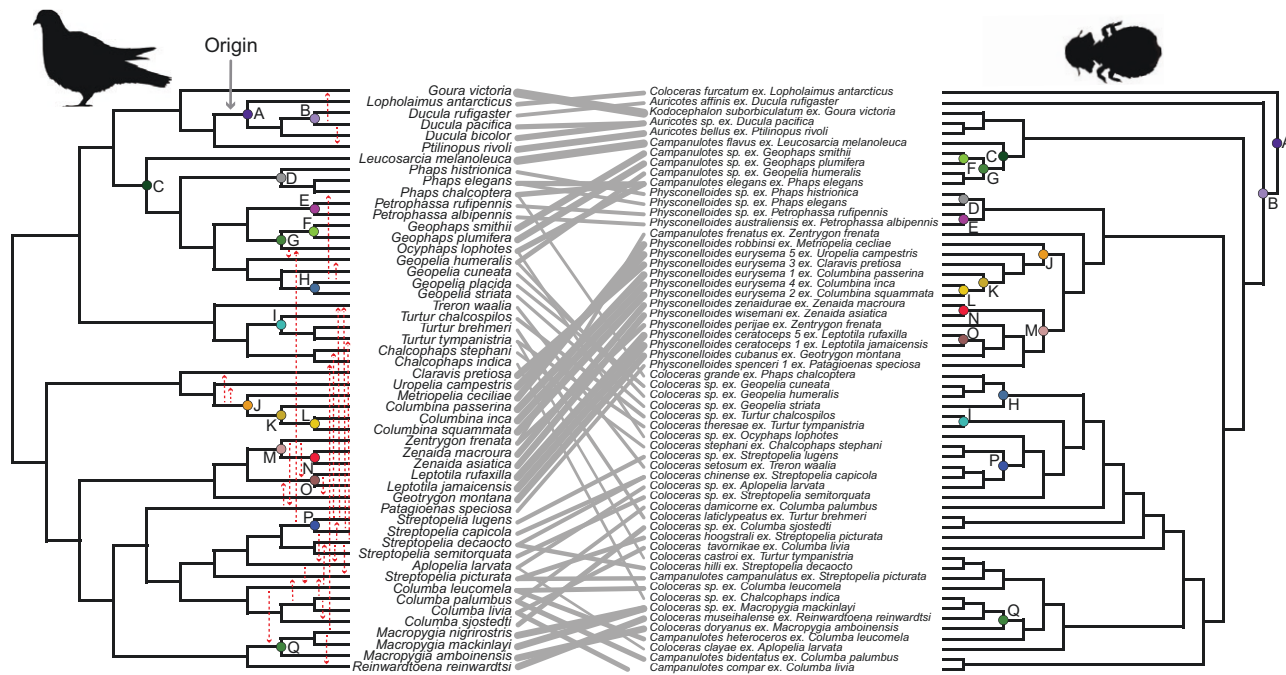 Origin
A
B
C
D
E
F
G
H
I
J
K
L
M
N
O
P
Q
Goura victoria
Lopholaimus antarcticus
Ducula rufigaster
Ducula pacifica
Ducula bicolor
Ptilinopus rivoli
Leucosarcia melanoleuca
Phaps histrionica
Phaps elegans
Phaps chalcoptera
Petrophassa rufipennis
Petrophassa albipennis
Geophaps smithii
Geophaps plumifera
Ocyphaps lophotes
Geopelia humeralis
Geopelia cuneata
Geopelia placida
Geopelia striata
Treron waalia
Turtur chalcospilos
Turtur brehmeri
Turtur tympanistria
Chalcophaps stephani
Chalcophaps indica
Claravis pretiosa
Uropelia campestris
Metriopelia ceciliae
Columbina passerina
Columbina inca
Columbina squammata
Zentrygon frenata
Zenaida macroura
Zenaida asiatica
Leptotila rufaxilla
Leptotila jamaicensis
Geotrygon montana
Patagioenas speciosa
Streptopelia lugens
Streptopelia capicola
Streptopelia decaocto
Streptopelia semitorquata
Aplopelia larvata
Streptopelia picturata
Columba leucomela
Columba palumbus
Columba livia
Columba sjostedti
Macropygia nigrirostris
Macropygia mackinlayi
Macropygia amboinensis
Reinwardtoena reinwardtsi
Coloceras furcatum ex. Lopholaimus antarcticus
Auricotes affinis ex. Ducula rufigaster
Kodocephalon suborbiculatum ex. Goura victoria
Auricotes sp. ex. Ducula pacifica
Auricotes bellus ex. Ptilinopus rivoli
Campanulotes flavus ex. Leucosarcia melanoleuca
Campanulotes sp. ex. Geophaps smithii
Campanulotes sp. ex. Geophaps plumifera
Campanulotes sp. ex. Geopelia humeralis
Campanulotes elegans ex. Phaps elegans
Physconelloides sp. ex. Phaps histrionica
Physconelloides sp. ex. Phaps elegans
Physconelloides sp. ex. Petrophassa rufipennis
Physconelloides australiensis ex. Petrophassa albipennis
Campanulotes frenatus ex. Zentrygon frenata
Physconelloides robbinsi ex. Metriopelia cecliae
Physconelloides eurysema 5 ex. Uropelia campestris
Physconelloides eurysema 3 ex. Claravis pretiosa
Physconelloides eurysema 1 ex. Columbina passerina
Physconelloides eurysema 4 ex. Columbina inca
Physconelloides eurysema 2 ex. Columbina squammata
Physconelloides zenaidurae ex. Zenaida macroura
Physconelloides wisemani ex. Zenaida asiatica
Physconelloides perijae ex. Zentrygon frenata
Physconelloides ceratoceps 5 ex. Leptotila rufaxilla
Physconelloides ceratoceps 1 ex. Leptotila jamaicensis
Physconelloides cubanus ex. Geotrygon montana
Physconelloides spenceri 1 ex. Patagioenas speciosa
Coloceras grande ex. Phaps chalcoptera
Coloceras sp. ex. Geopelia cuneata
Coloceras sp. ex. Geopelia humeralis
Coloceras sp. ex. Geopelia striata
Coloceras sp. ex. Turtur chalcospilos
Coloceras theresae ex. Turtur tympanistria
Coloceras sp. ex. Ocyphaps lophotes
Coloceras stephani ex. Chalcophaps stephani
Coloceras sp. ex. Streptopelia lugens
Coloceras setosum ex. Treron waalia
Coloceras chinense ex. Streptopelia capicola
Coloceras sp. ex. Aplopelia larvata
Coloceras sp. ex. Streptopelia semitorquata
Coloceras damicorne ex. Columba palumbus
Coloceras laticlypeatus ex. Turtur brehmeri
Coloceras sp. ex. Columba sjostedti
Coloceras hoogstrali ex. Streptopelia picturata
Coloceras tavornikae ex. Columba livia
Coloceras castroi ex. Turtur tympanistria
Coloceras hilli ex. Streptopelia decaocto
Campanulotes campanulatus ex. Streptopelia picturata
Coloceras sp. ex. Columba leucomela
Coloceras sp. ex. Chalcophaps indica
Coloceras sp. ex. Macropygia mackinlayi
Coloceras museihalense ex. Reinwardtoena reinwardtsi
Coloceras doryanus ex. Macropygia amboinensis
Campanulotes heteroceros ex. Columba leucomela
Coloceras clayae ex. Aplopelia larvata
Campanulotes bidentatus ex. Columba palumbus
Campanulotes compar ex. Columba livia
A
B
C
F
G
D
E
J
K
L
N
M
O
H
I
P
Q